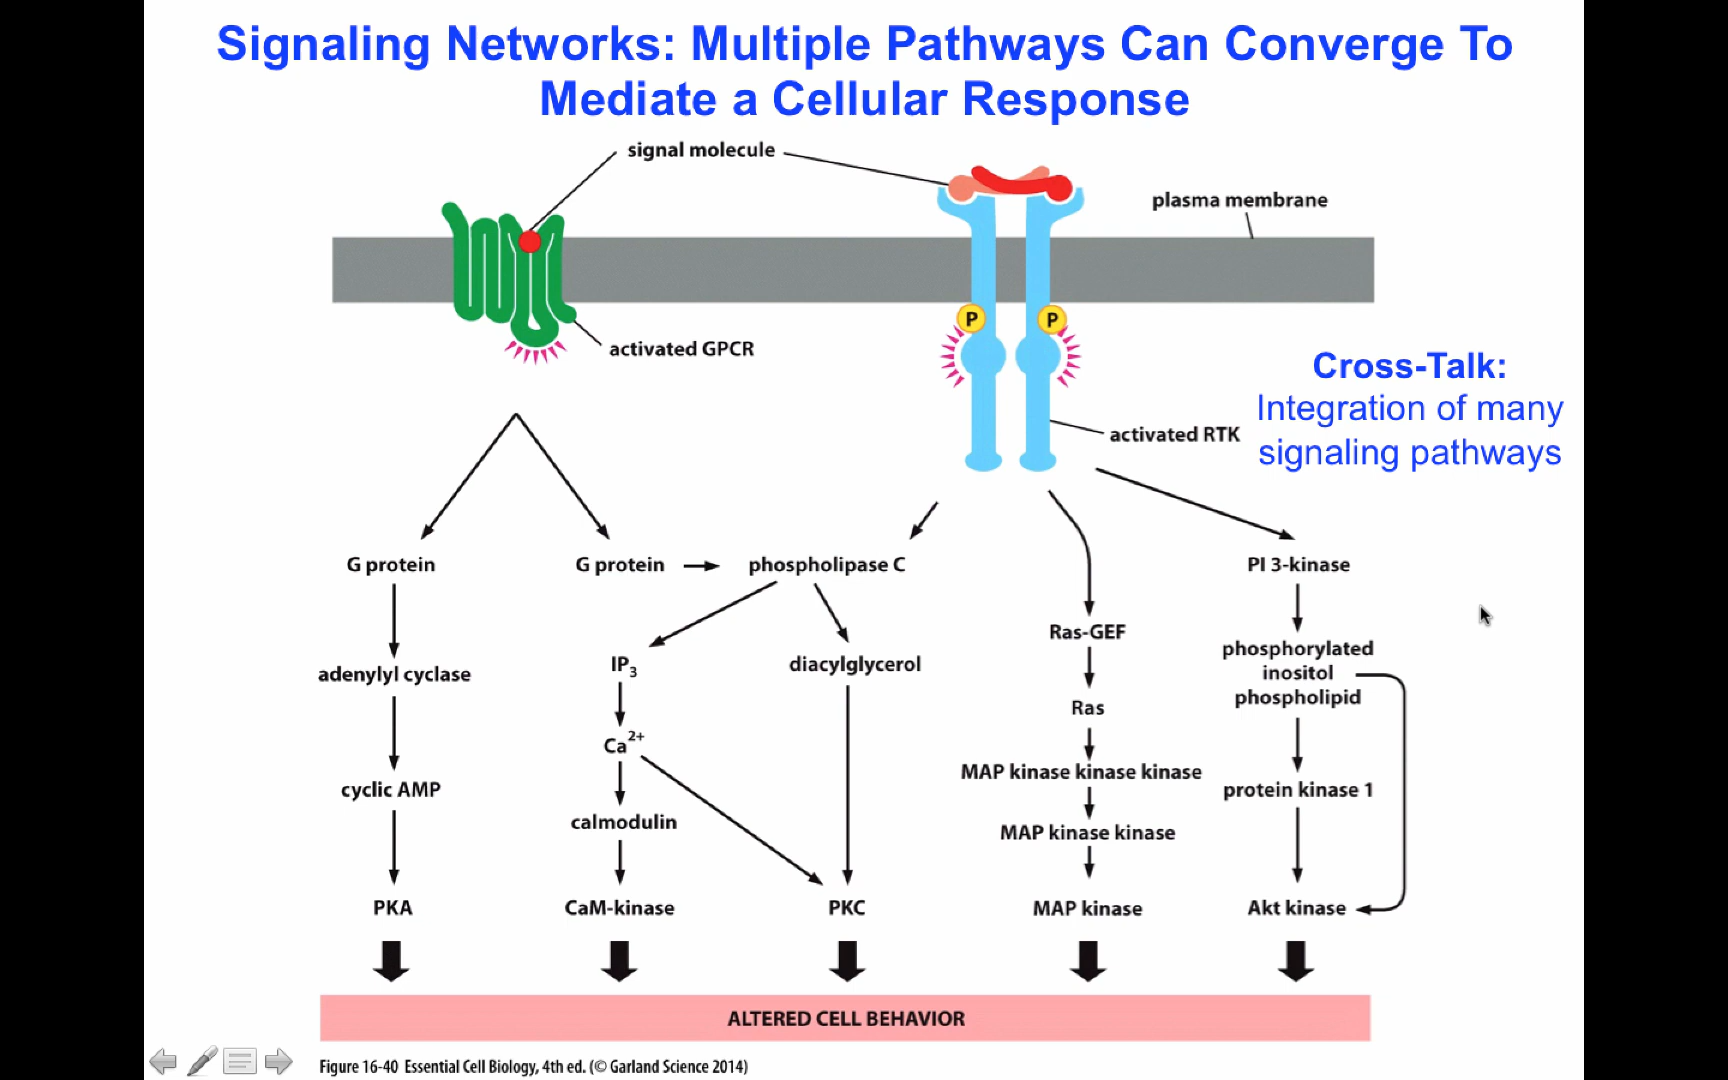 Signaling Networks: Multiple Pathways Can Converge To
Mediate a Cellular Response
signal molecule
plasma membrane
P
P
activated GPCR
Cross-Talk:
Integration of many
signaling pathways
activated RTK
G protein
G protein
phospholipase C
PI 3-kinase
Ras-GEF
phosphorylated
inositol
phospholipid
adenylyl cyclase
IP3
diacylglycerol
Ras
Ca2+
MAP kinase kinase kinase
cyclic AMP
protein kinase 1
calmodulin
MAP kinase kinase
PKA
CaM-kinase
PKC
MAP kinase
Akt kinase
ALTERED CELL BEHAVIOR
Figure 16-40 Essential Cell Biology, 4th ed. (© Garland Science 2014)